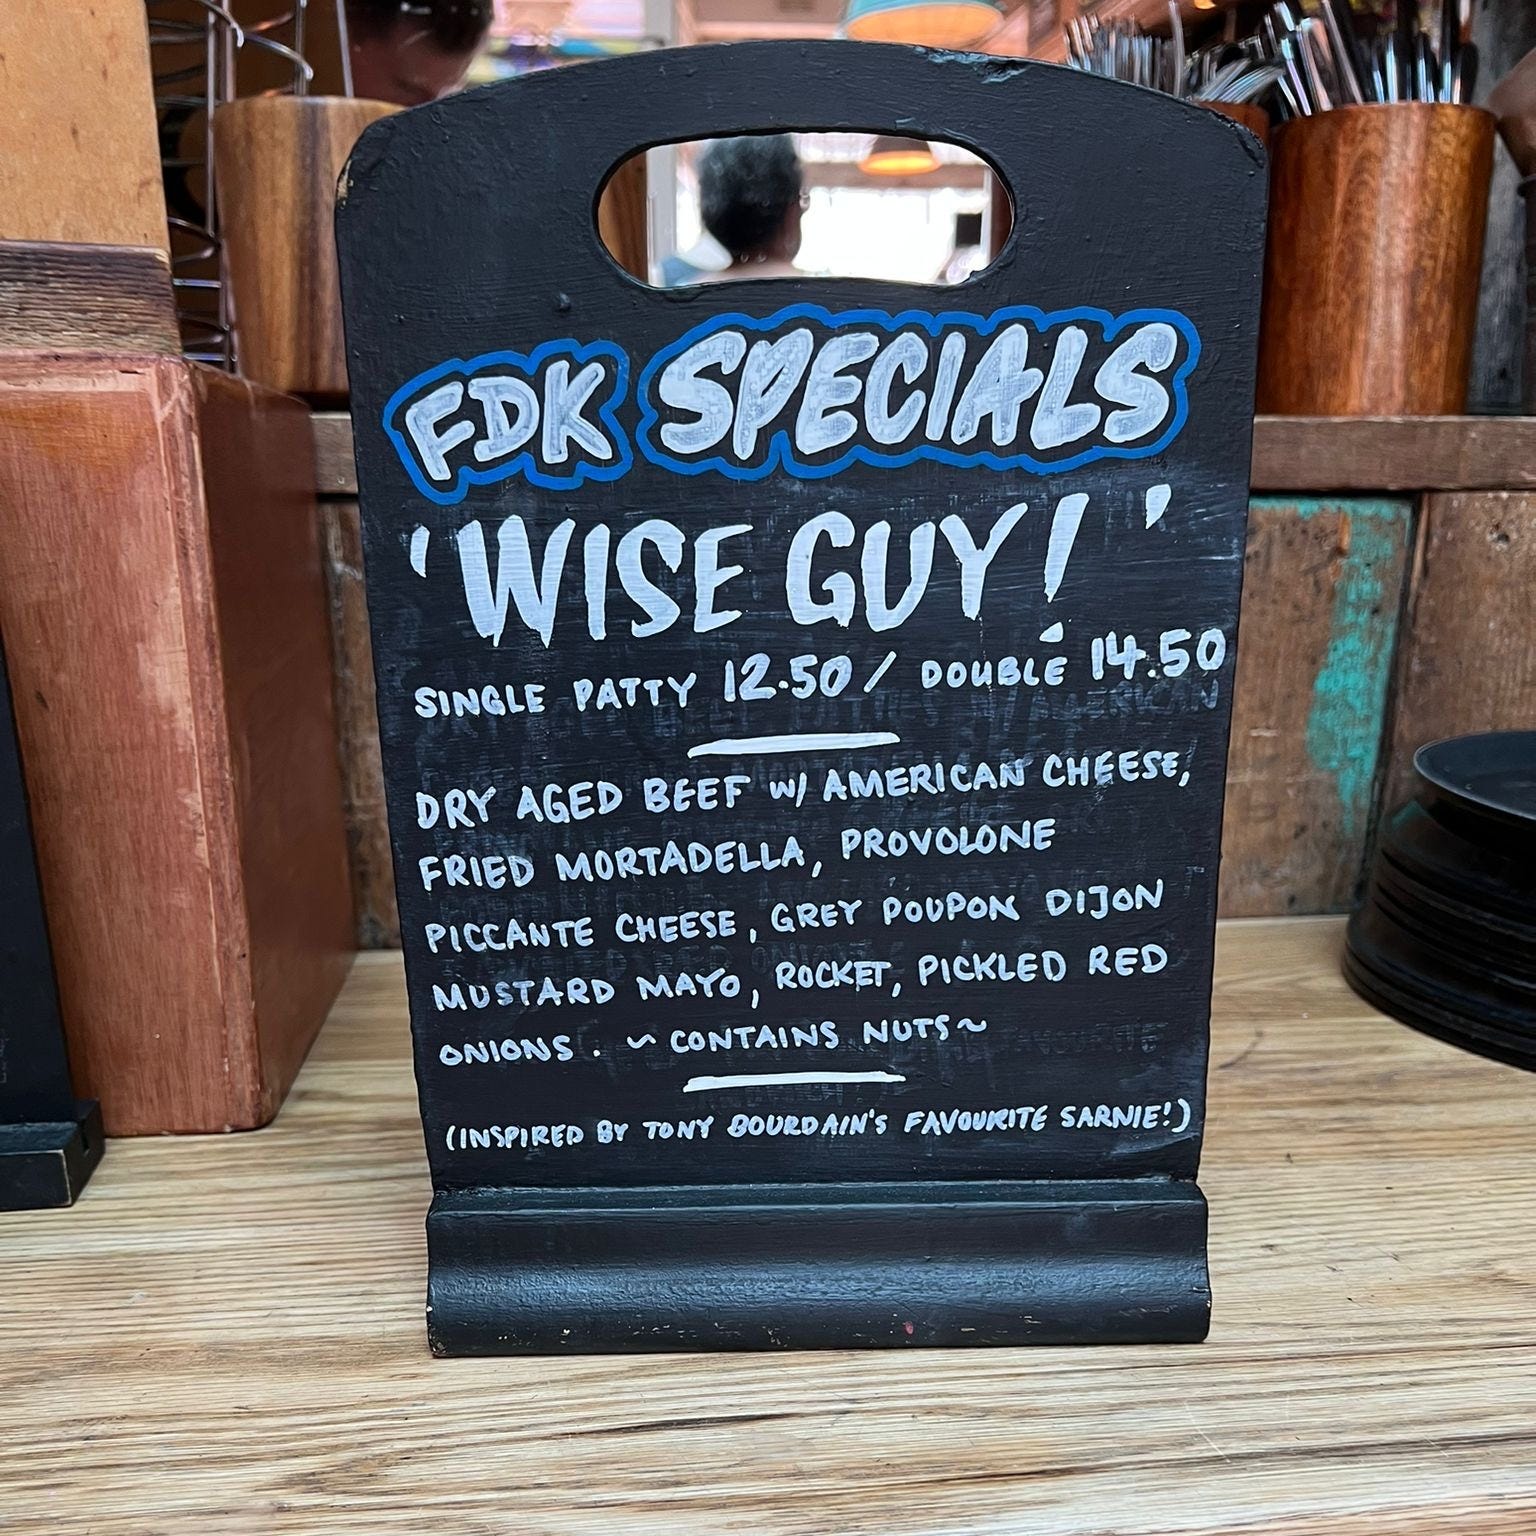 FDK SPECIALS
'WISE GUY!'
SINGLE PATTY 12.50 / DOUBLE 14.50
DRY AGED BEEF W/ AMERICAN CHEESE,
FRIED MORTADELLA, PROVOLONE
PICCANTE CHEESE, GREY POUPON DIJON
MUSTARD MAYO, ROCKET, PICKLED RED
ONIONS. ~ CONTAINS NUTS ~
(INSPIRED BY TONY BOURDAIN'S FAVOURITE SARNIE!)